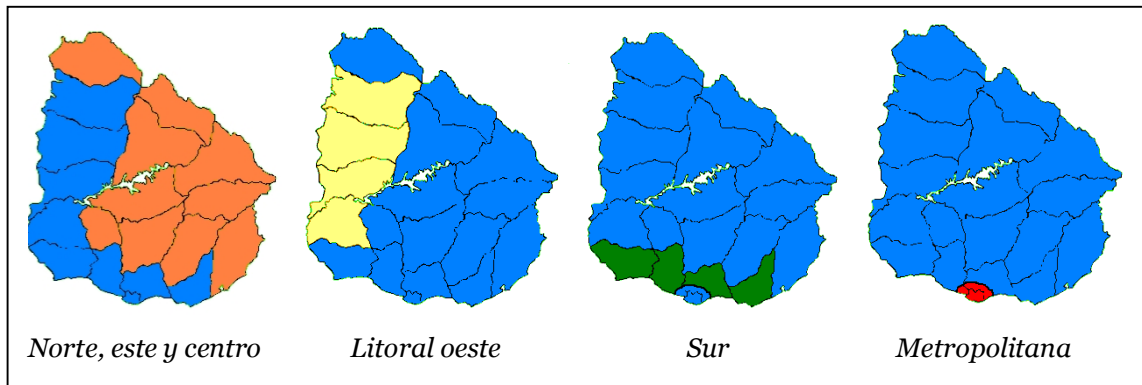 Norte, este y centro
Litoral oeste
Sur
Metropolitana